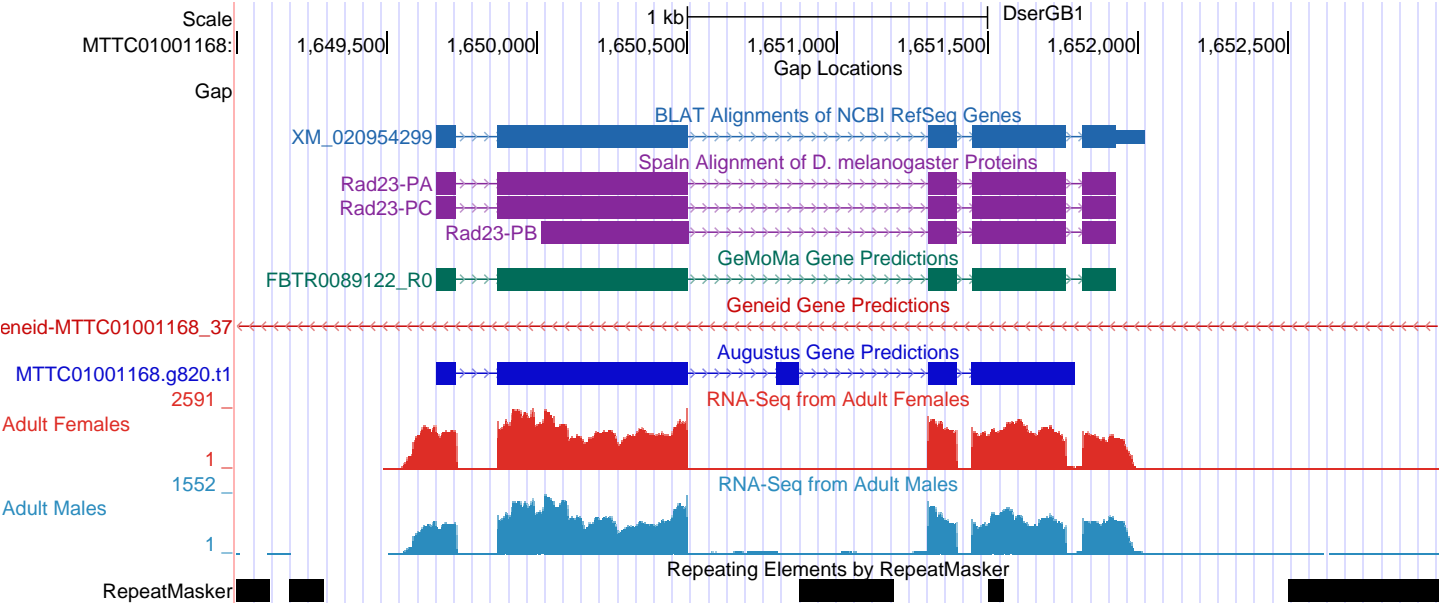 Scale 1 kb DserGB1
MTTC01001168: 1,649,500 1,650,000 1,650,500 1,651,000 1,651,500 1,652,000 1,652,500
Gap Locations
Gap
BLAT Alignments of NCBI RefSeq Genes
XM_020954299
Spaln Alignment of D. melanogaster Proteins
Rad23-PA
Rad23-PC
Rad23-PB
GeMoMa Gene Predictions
FBTR0089122_R0
Geneid Gene Predictions
eneid-MTTC01001168_37
Augustus Gene Predictions
MTTC01001168.g820.t1
2591 _ RNA-Seq from Adult Females
Adult Females
1 _
1552 _ RNA-Seq from Adult Males
Adult Males
1 _
Repeating Elements by RepeatMasker
RepeatMasker